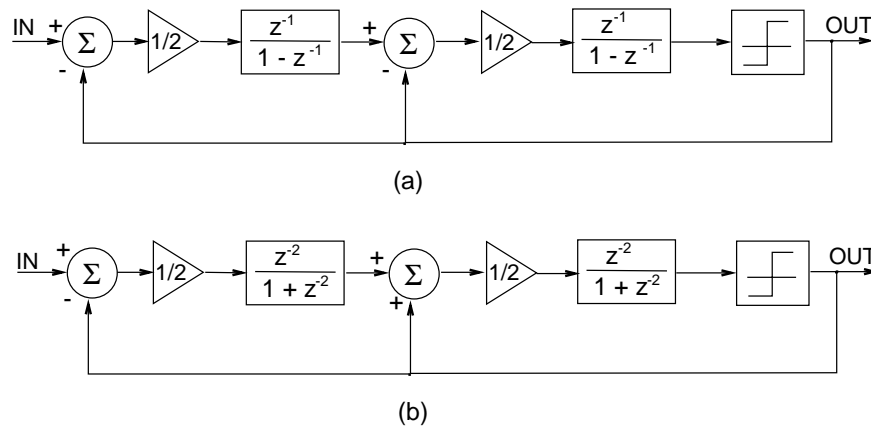 IN + Σ - 1/2 z⁻¹ / 1 - z⁻¹ + Σ - 1/2 z⁻¹ / 1 - z⁻¹ OUT
(a)
IN + Σ - 1/2 z⁻² / 1 + z⁻² + Σ + 1/2 z⁻² / 1 + z⁻² OUT
(b)